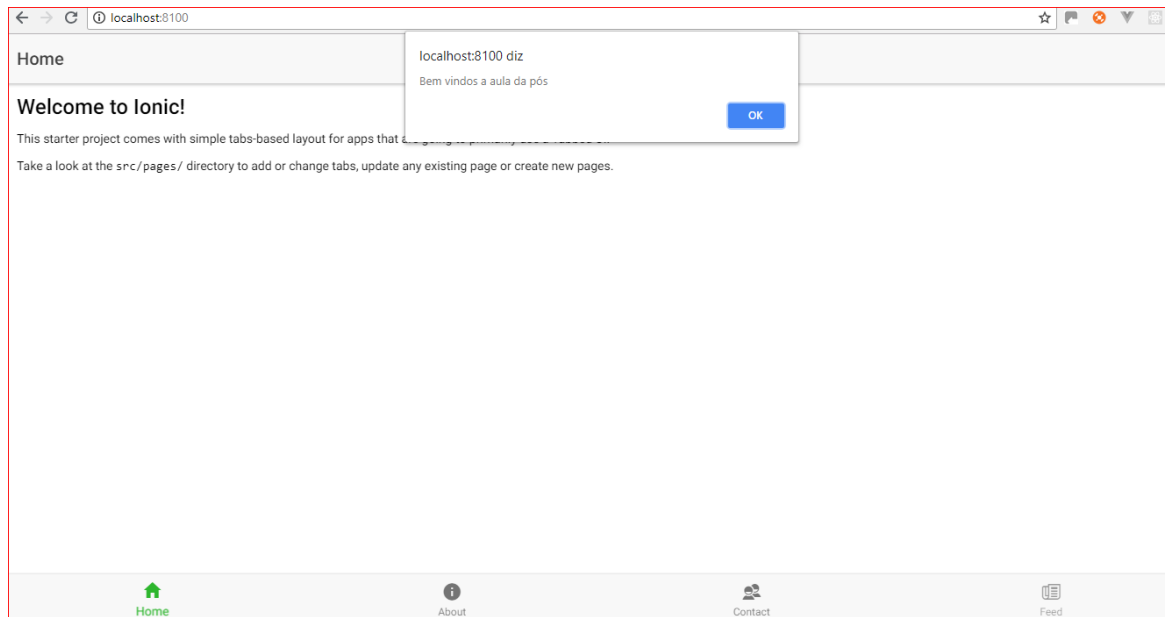 localhost:8100
Home
localhost:8100 diz
Bem vindos a aula da pós
OK
Welcome to Ionic!
This starter project comes with simple tabs-based layout for apps that
Take a look at the src/pages/ directory to add or change tabs, update any existing page or create new pages.
Home
About
Contact
Feed